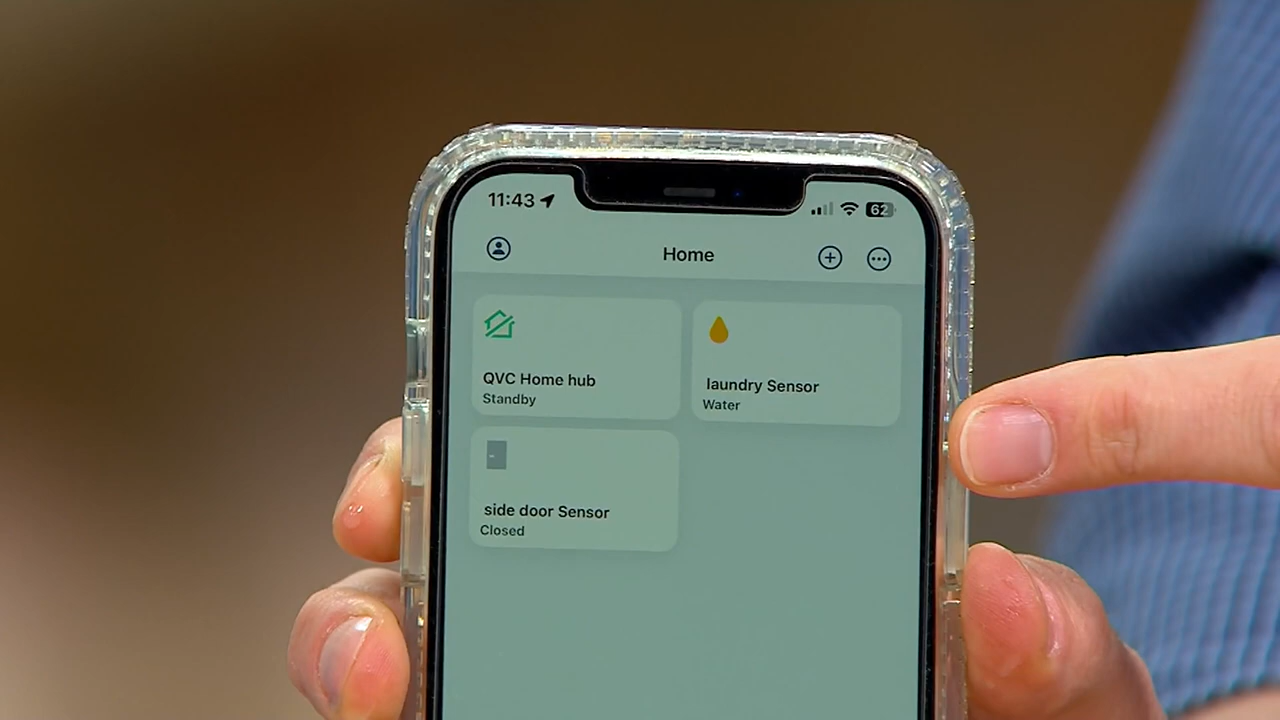 11:43
62
Home
QVC Home hub
Standby
laundry Sensor
Water
side door Sensor
Closed